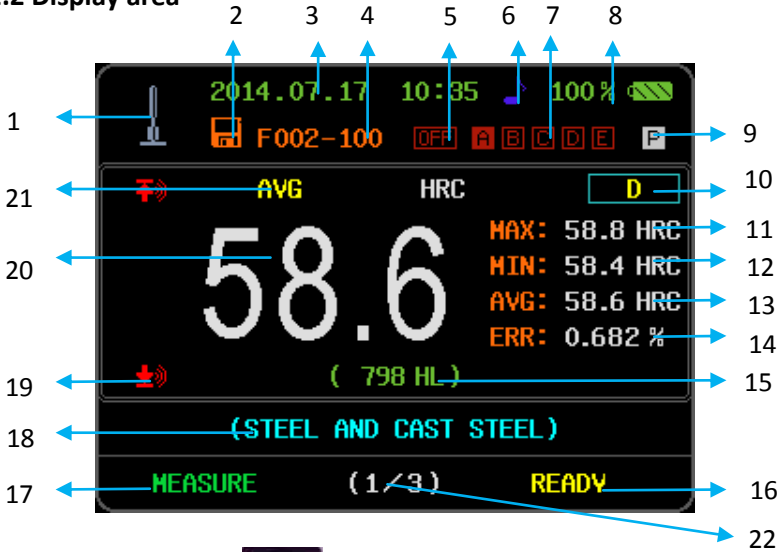 2 Display area
2 3 4 5 6 7 8
2014.07.17 10:35 100%
1
F002-100 OFF A B C D E P
9
AVG HRC D
10
21
MAX: 58.8 HRC
11
58.6
20
MIN: 58.4 HRC
12
AVG: 58.6 HRC
13
ERR: 0.682 %
14
19
( 798 HL )
15
18
(STEEL AND CAST STEEL)
17
MEASURE (1/3) READY
16
22